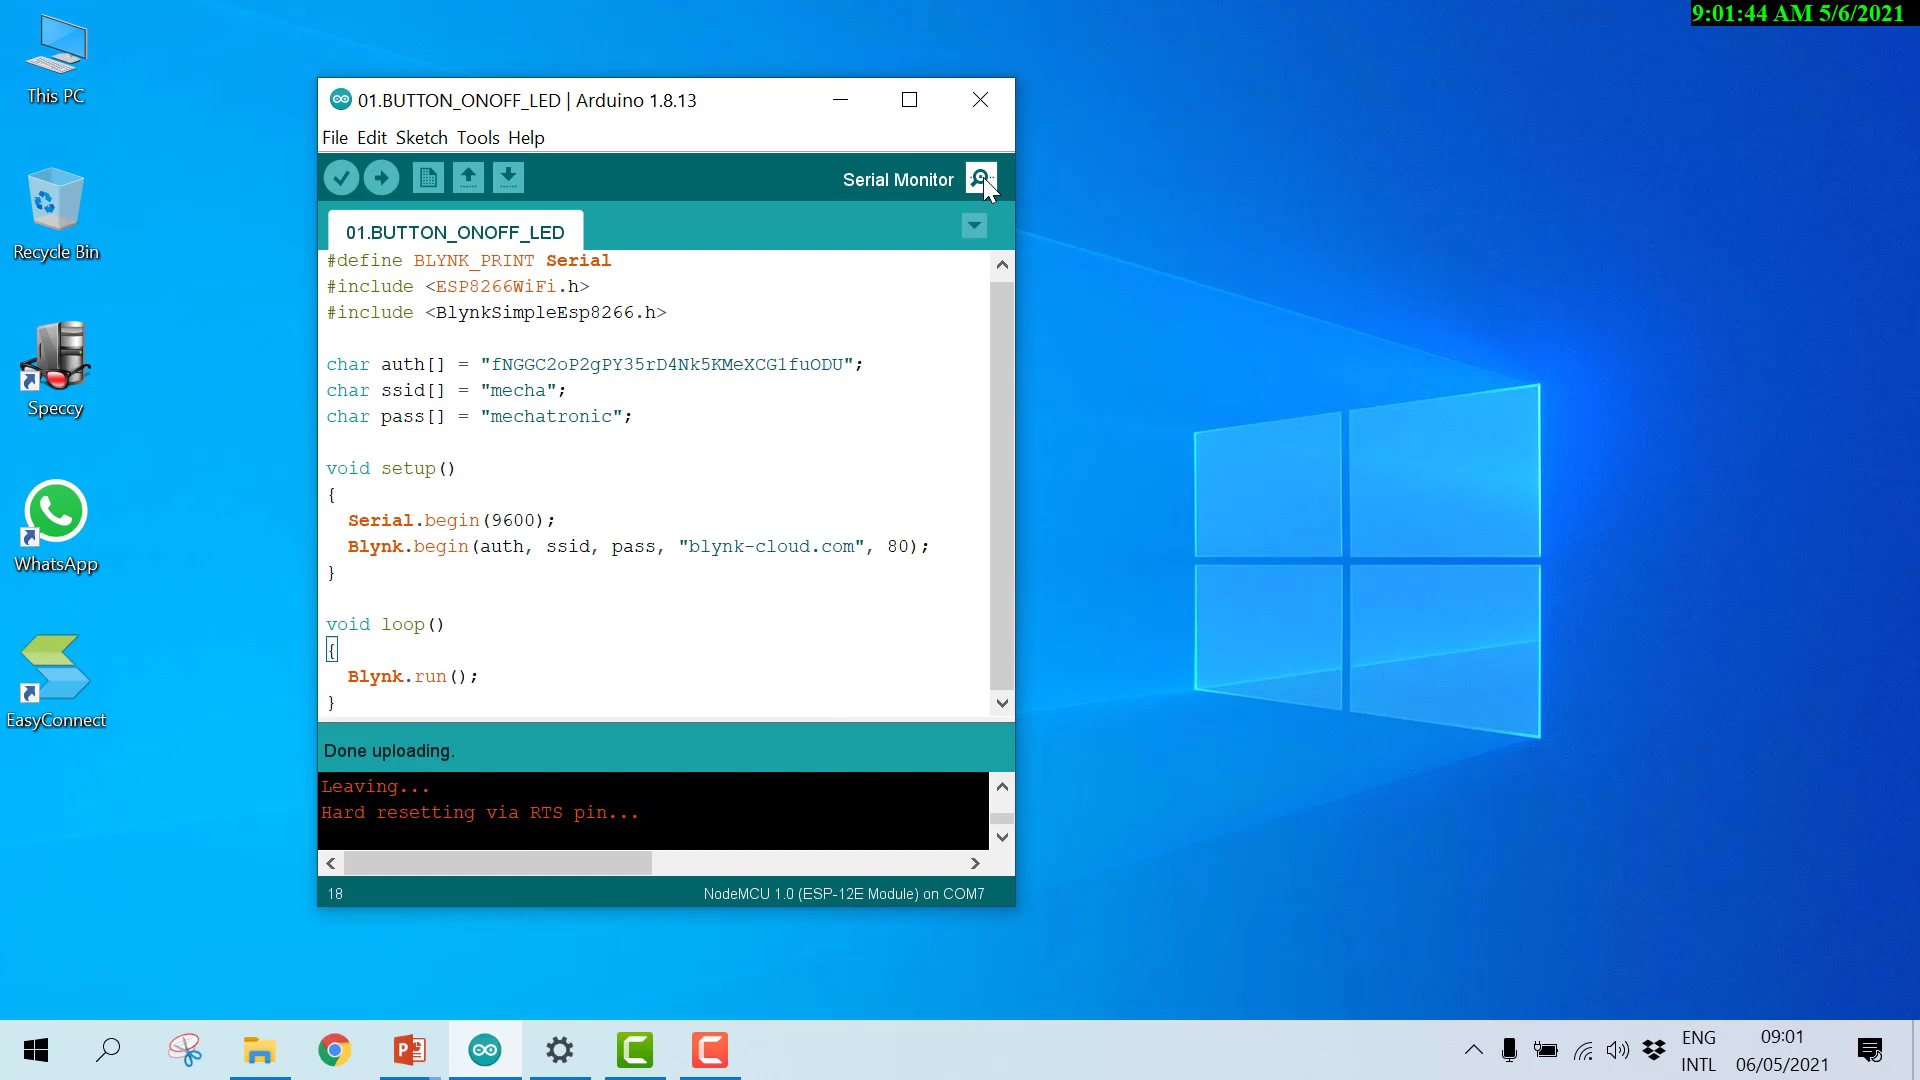 9:01:44 AM 5/6/2021
This PC
Recycle Bin
Speccy
WhatsApp
EasyConnect
01.BUTTON_ONOFF_LED | Arduino 1.8.13
File Edit Sketch Tools Help
Serial Monitor
01.BUTTON_ONOFF_LED
#define BLYNK_PRINT Serial
#include <ESP8266WiFi.h>
#include <BlynkSimpleEsp8266.h>
char auth[] = "fNGGC2oP2gPY35rD4Nk5KMeXCG1fuODU";
char ssid[] = "mecha";
char pass[] = "mechatronic";
void setup()
{
Serial.begin(9600);
Blynk.begin(auth, ssid, pass, "blynk-cloud.com", 80);
}
void loop()
{
Blynk.run();
}
Done uploading.
Leaving...
Hard resetting via RTS pin...
18
NodeMCU 1.0 (ESP-12E Module) on COM7
ENG
INTL
09:01
06/05/2021